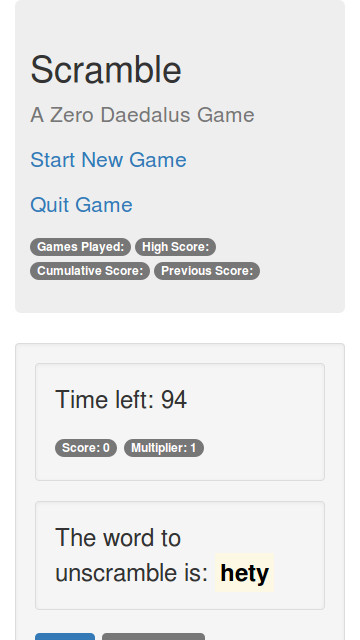 Scramble
A Zero Daedalus Game
Start New Game
Quit Game
Games Played: High Score:
Cumulative Score: Previous Score:
Time left: 94
Score: 0 Multiplier: 1
The word to
unscramble is: hety